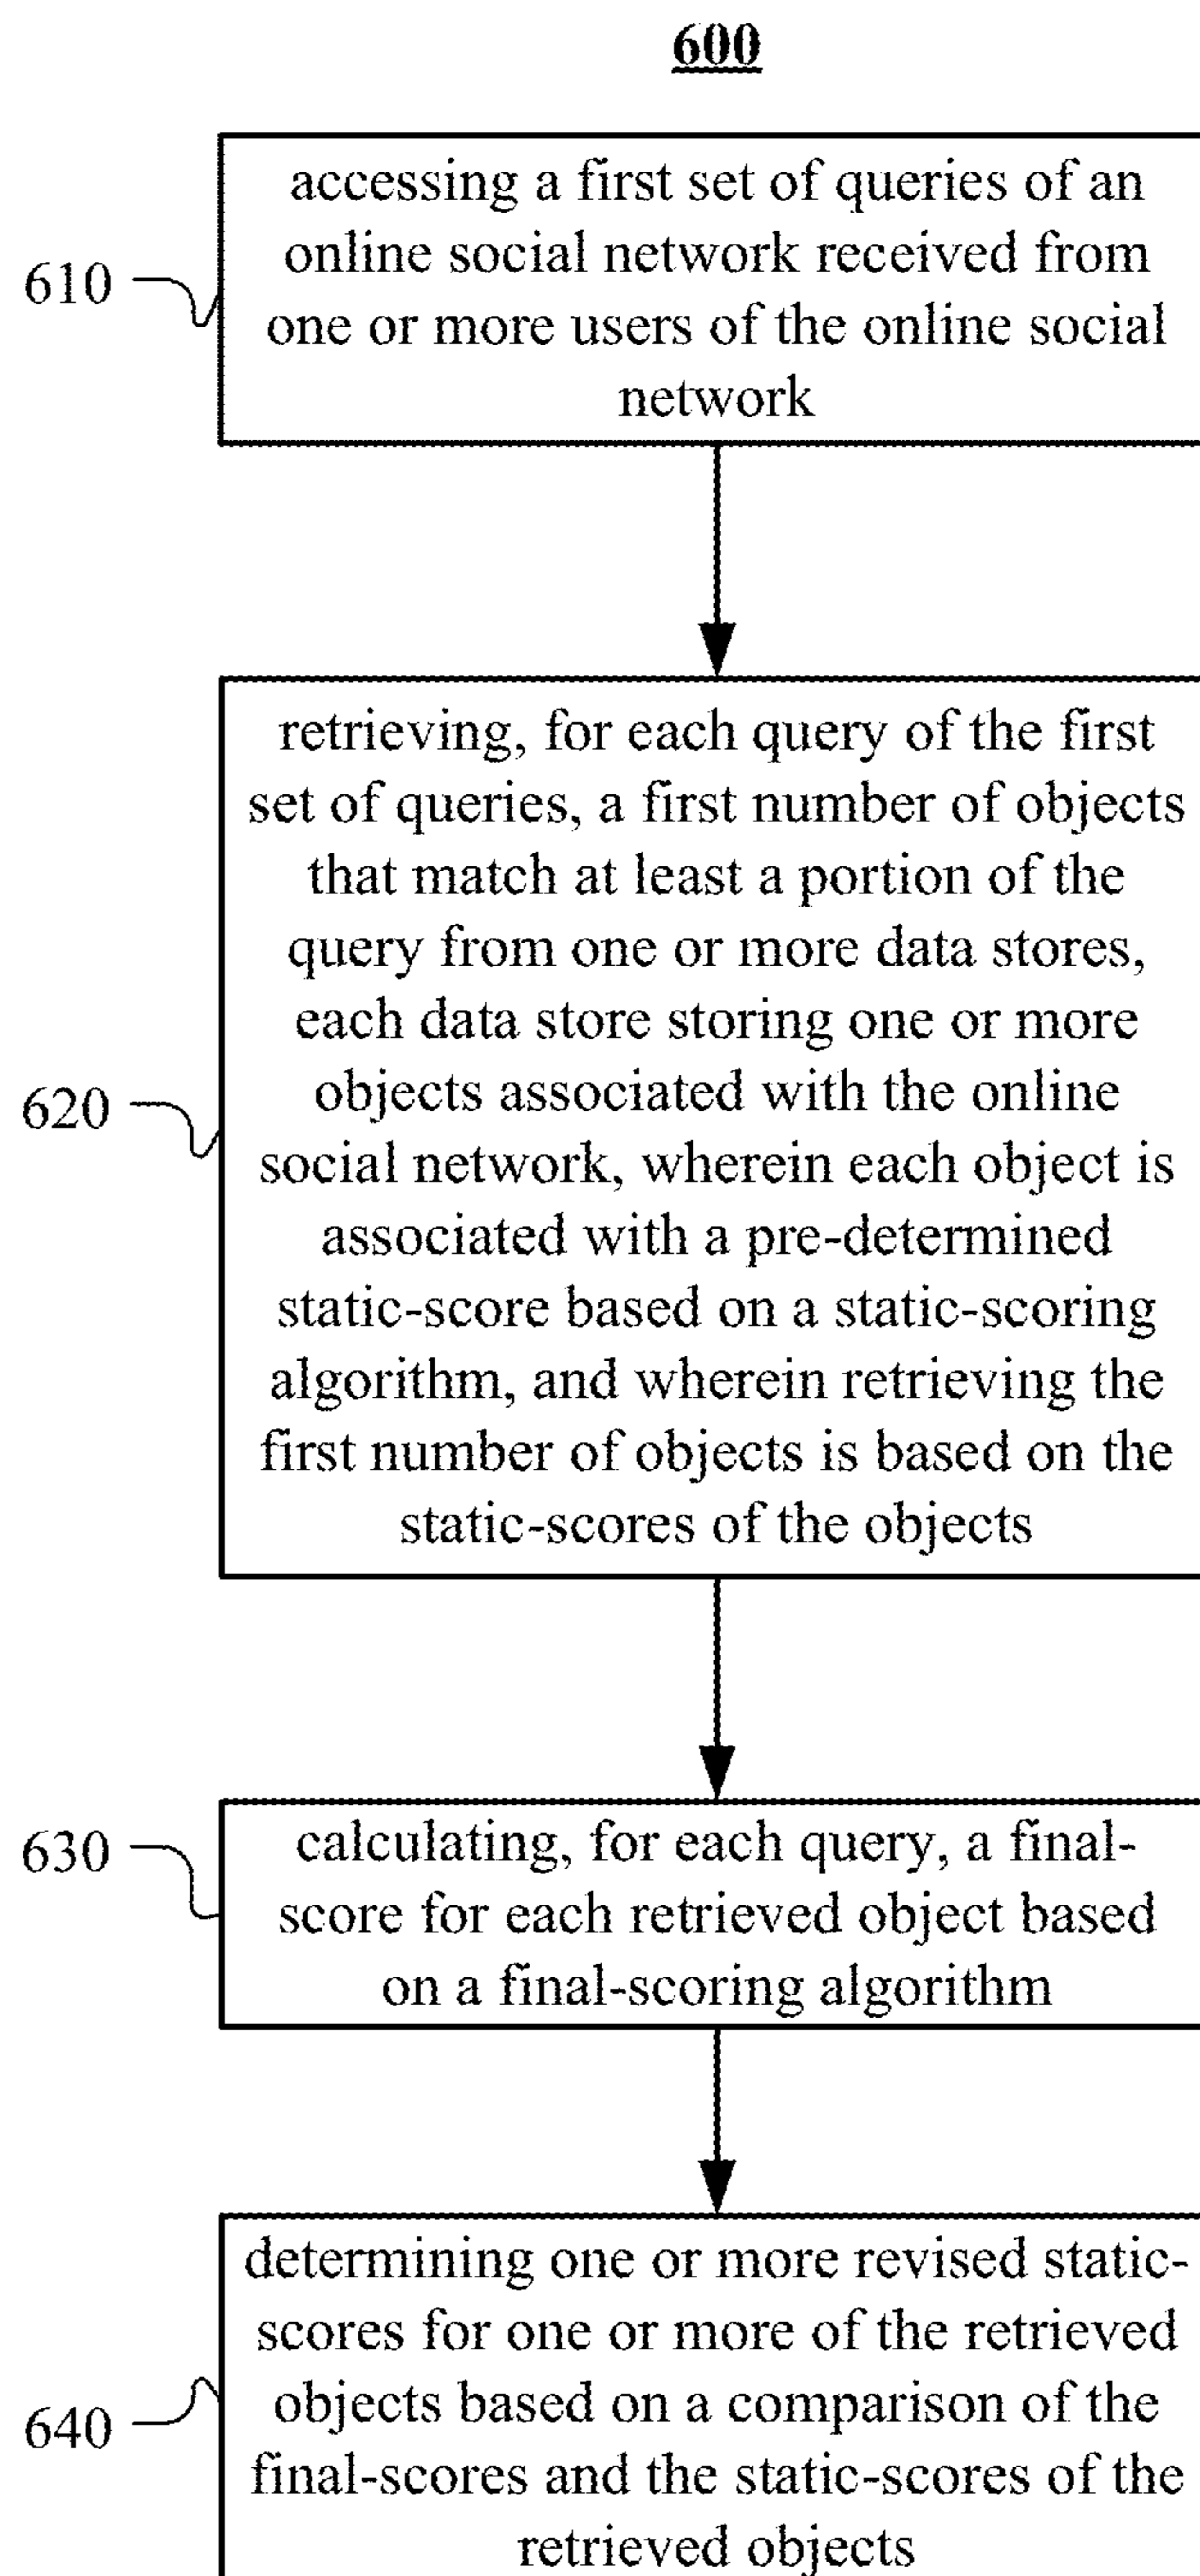 600
610
accessing a first set of queries of an
online social network received from
one or more users of the online social
network
620
retrieving, for each query of the first
set of queries, a first number of objects
that match at least a portion of the
query from one or more data stores,
each data store storing one or more
objects associated with the online
social network, wherein each object is
associated with a pre-determined
static-score based on a static-scoring
algorithm, and wherein retrieving the
first number of objects is based on the
static-scores of the objects
630
calculating, for each query, a final-
score for each retrieved object based
on a final-scoring algorithm
640
determining one or more revised static-
scores for one or more of the retrieved
objects based on a comparison of the
final-scores and the static-scores of the
retrieved objects